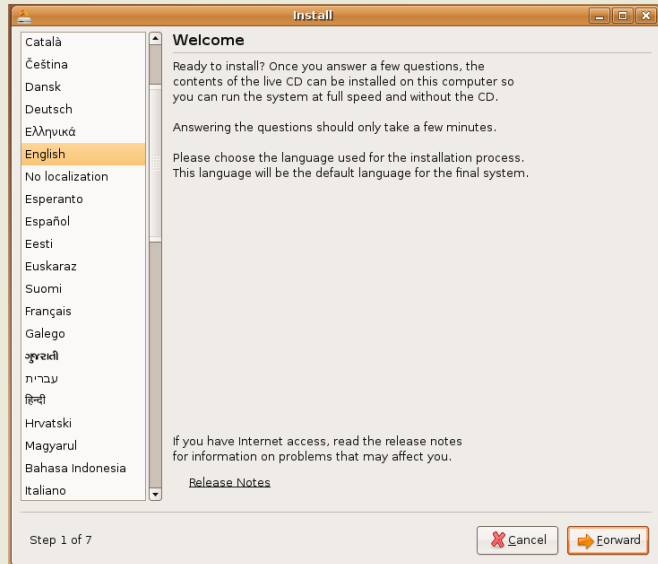 Install
Català
Čeština
Dansk
Deutsch
Ελληνικά
English
No localization
Esperanto
Español
Eesti
Euskaraz
Suomi
Français
Galego
ગુજરાતી
עברית
हिन्दी
Hrvatski
Magyarul
Bahasa Indonesia
Italiano
Welcome
Ready to install? Once you answer a few questions, the
contents of the live CD can be installed on this computer so
you can run the system at full speed and without the CD.
Answering the questions should only take a few minutes.
Please choose the language used for the installation process.
This language will be the default language for the final system.
If you have Internet access, read the release notes
for information on problems that may affect you.
Release Notes
Step 1 of 7
Cancel
Forward